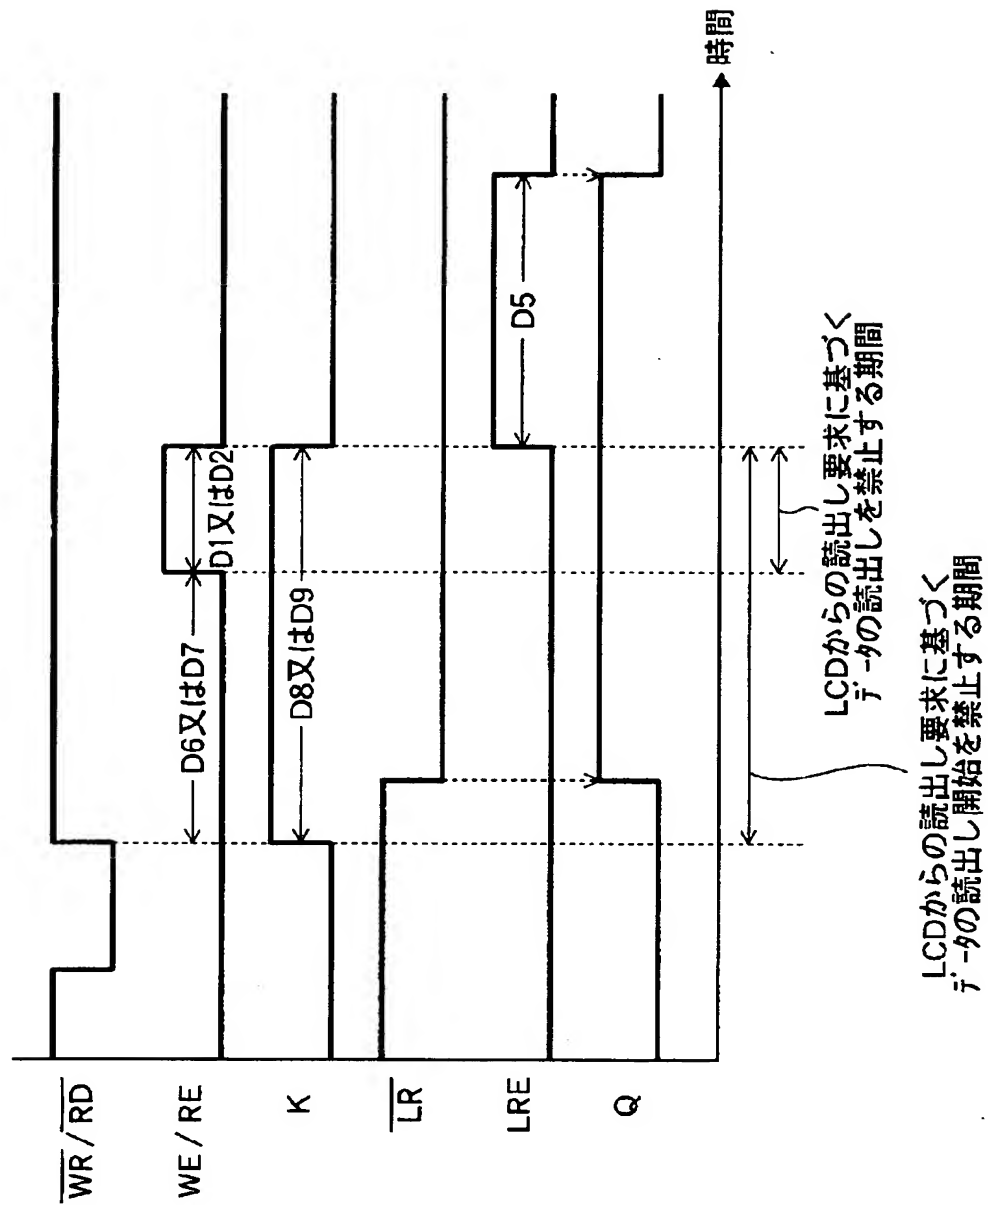 W̅R̅ / R̅D̅
WE / RE
K
L̅R̅
LRE
Q
D6又はD7
D1又はD2
D8又はD9
D5
時間
LCDからの読出し要求に基づく
データの読出しを禁止する期間
LCDからの読出し要求に基づく
データの読出し開始を禁止する期間